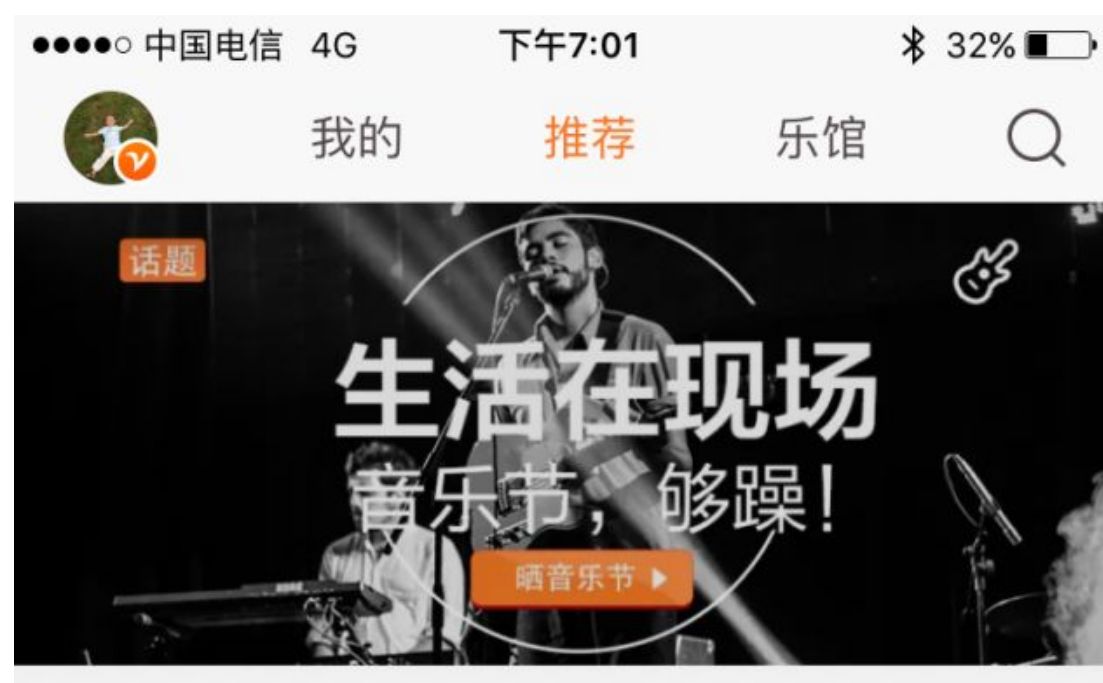 中国电信 4G 下午7:01 32%
我的 推荐 乐馆
话题
生活在现场
音乐节，够躁！
晒音乐节